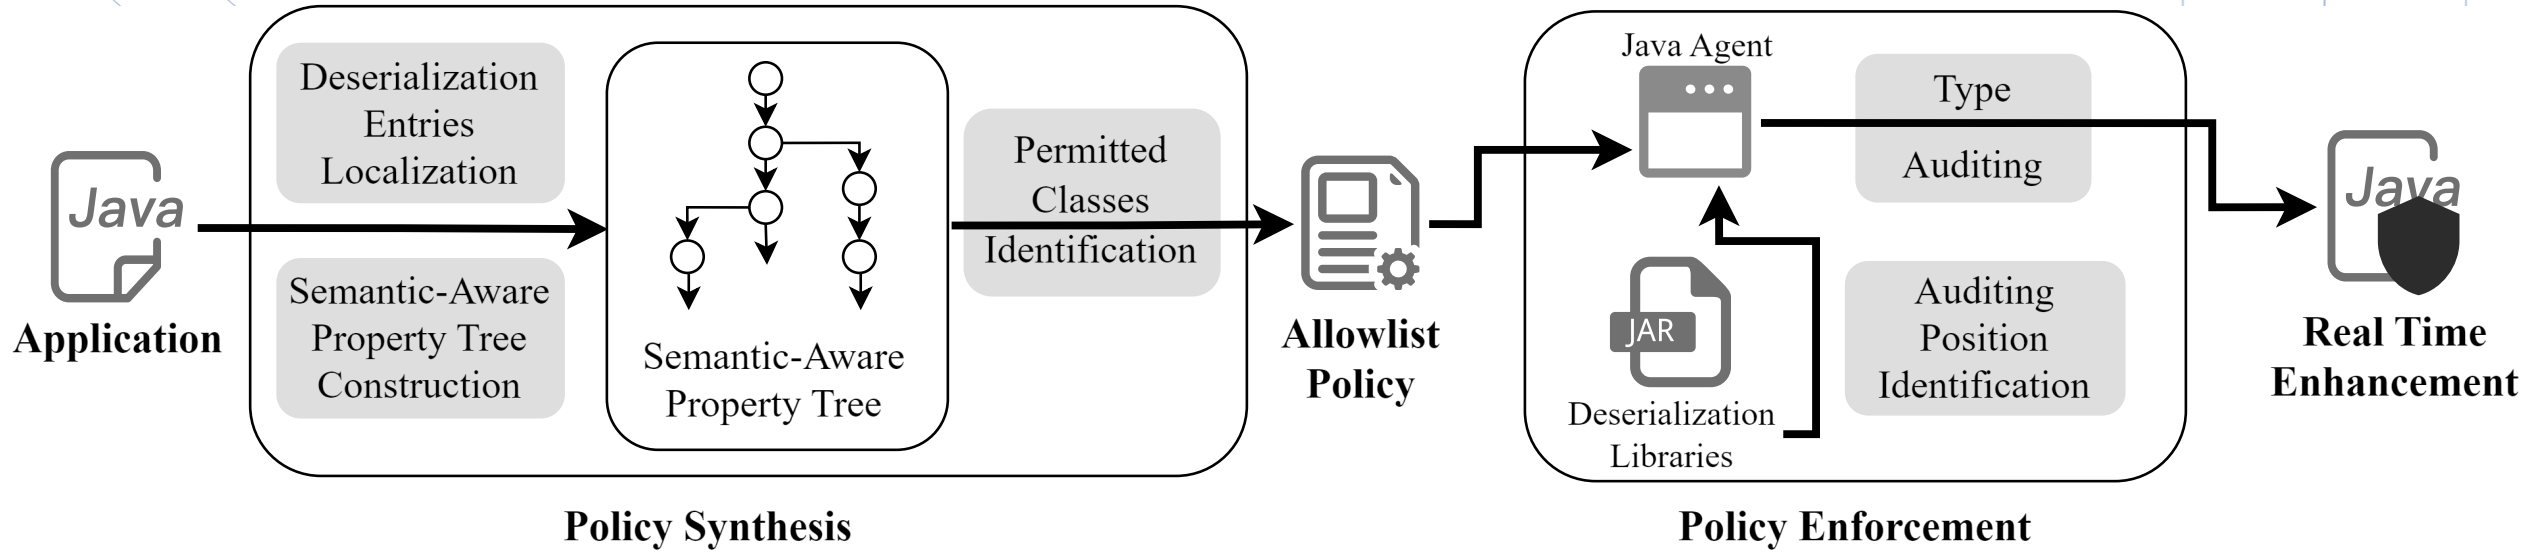 Java
Application
Deserialization
Entries
Localization
Semantic-Aware
Property Tree
Construction
Semantic-Aware
Property Tree
Permitted
Classes
Identification
Policy Synthesis
Allowlist
Policy
Java Agent
Type
Auditing
JAR
Deserialization
Libraries
Auditing
Position
Identification
Policy Enforcement
Java
Real Time
Enhancement